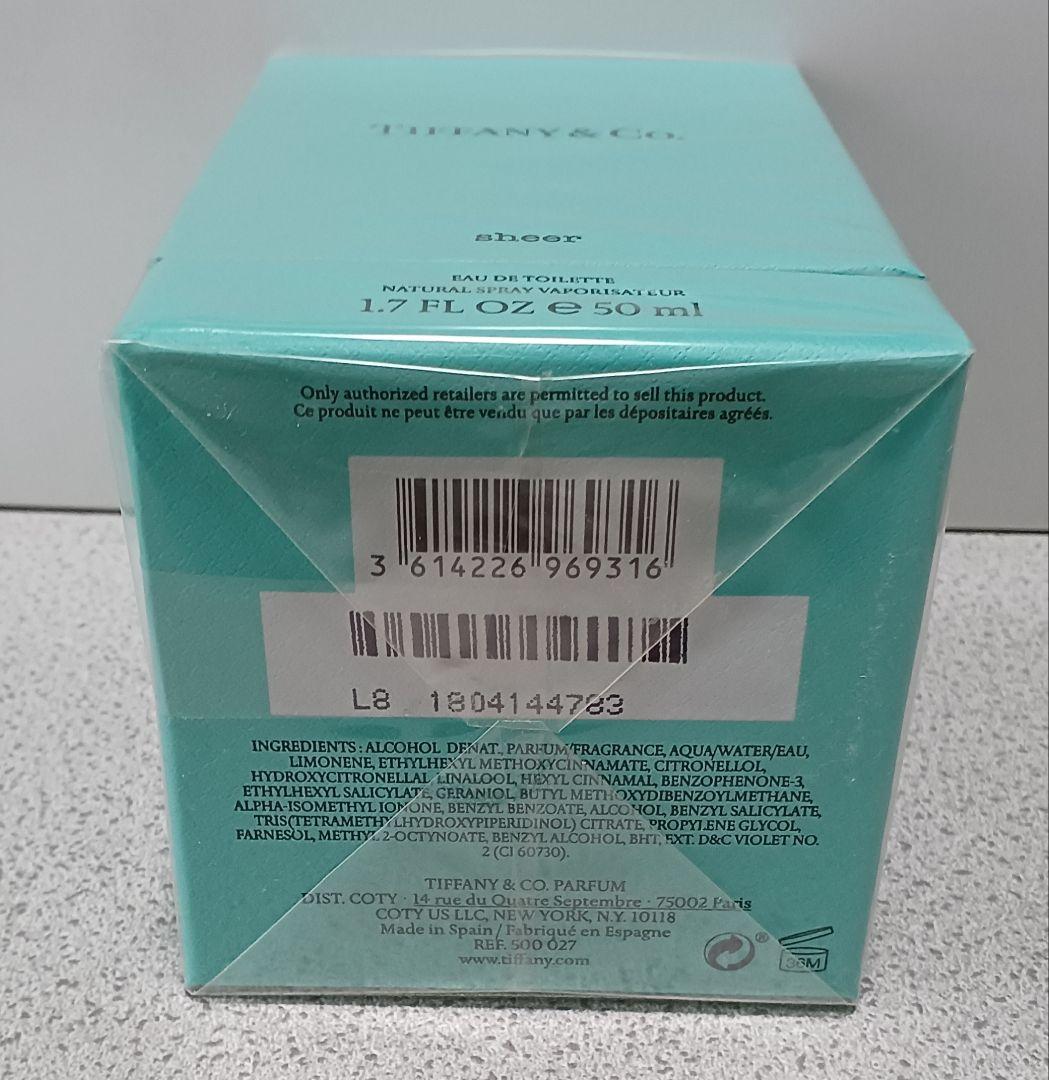 TIFFANY & CO.
sheer
EAU DE TOILETTE
NATURAL SPRAY VAPORISATEUR
1.7 FL OZ e 50 ml
Only authorized retailers are permitted to sell this product.
Ce produit ne peut être vendu que par les dépositaires agréés.
3 614226 969316
L8 1804144783
INGREDIENTS : ALCOHOL DENAT., PARFUM/FRAGRANCE, AQUA/WATER/EAU,
LIMONENE, ETHYLHEXYL METHOXYCINNAMATE, CITRONELLOL,
HYDROXYCITRONELLAL, LINALOOL, HEXYL CINNAMAL, BENZOPHENONE-3,
ETHYLHEXYL SALICYLATE, GERANIOL, BUTYL METHOXYDIBENZOYLMETHANE,
ALPHA-ISOMETHYL IONONE, BENZYL BENZOATE, ALCOHOL, BENZYL SALICYLATE,
TRIS(TETRAMETHYLHYDROXYPIPERIDINOL) CITRATE, PROPYLENE GLYCOL,
FARNESOL, METHYL 2-OCTYNOATE, BENZYL ALCOHOL, BHT, EXT. D&C VIOLET NO.
2 (CI 60730).
TIFFANY & CO. PARFUM
DIST. COTY · 14 rue du Quatre Septembre · 75002 Paris
COTY US LLC, NEW YORK, N.Y. 10118
Made in Spain / Fabriqué en Espagne
REF. 500 027
www.tiffany.com
®
36M